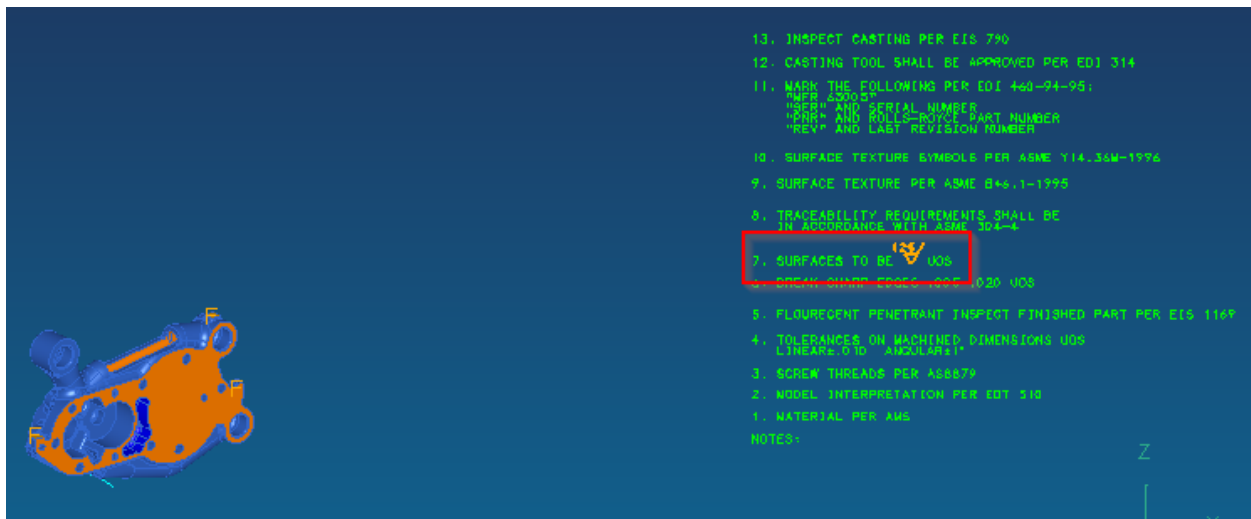 13. INSPECT CASTING PER EIS 790
12. CASTING TOOL SHALL BE APPROVED PER EDI 314
11. MARK THE FOLLOWING PER EDI 460-94-95:
"MFR 63005"
"SER" AND SERIAL NUMBER
"PNR" AND ROLLS-ROYCE PART NUMBER
"REV" AND LAST REVISION NUMBER
10. SURFACE TEXTURE SYMBOLS PER ASME Y14.36M-1996
9. SURFACE TEXTURE PER ASME B46.1-1995
8. TRACEABILITY REQUIREMENTS SHALL BE
IN ACCORDANCE WITH ASME
7. SURFACES TO BE 125 UOS
6. BREAK SHARP EDGES .020 UOS
5. FLOURECENT PENETRANT INSPECT FINISHED PART PER EIS 1169
4. TOLERANCES ON MACHINED DIMENSIONS UOS
LINEAR±.010 ANGULAR±1°
3. SCREW THREADS PER AS8879
2. MODEL INTERPRETATION PER EDI 510
1. MATERIAL PER AMS
NOTES:
F
F
F
Z